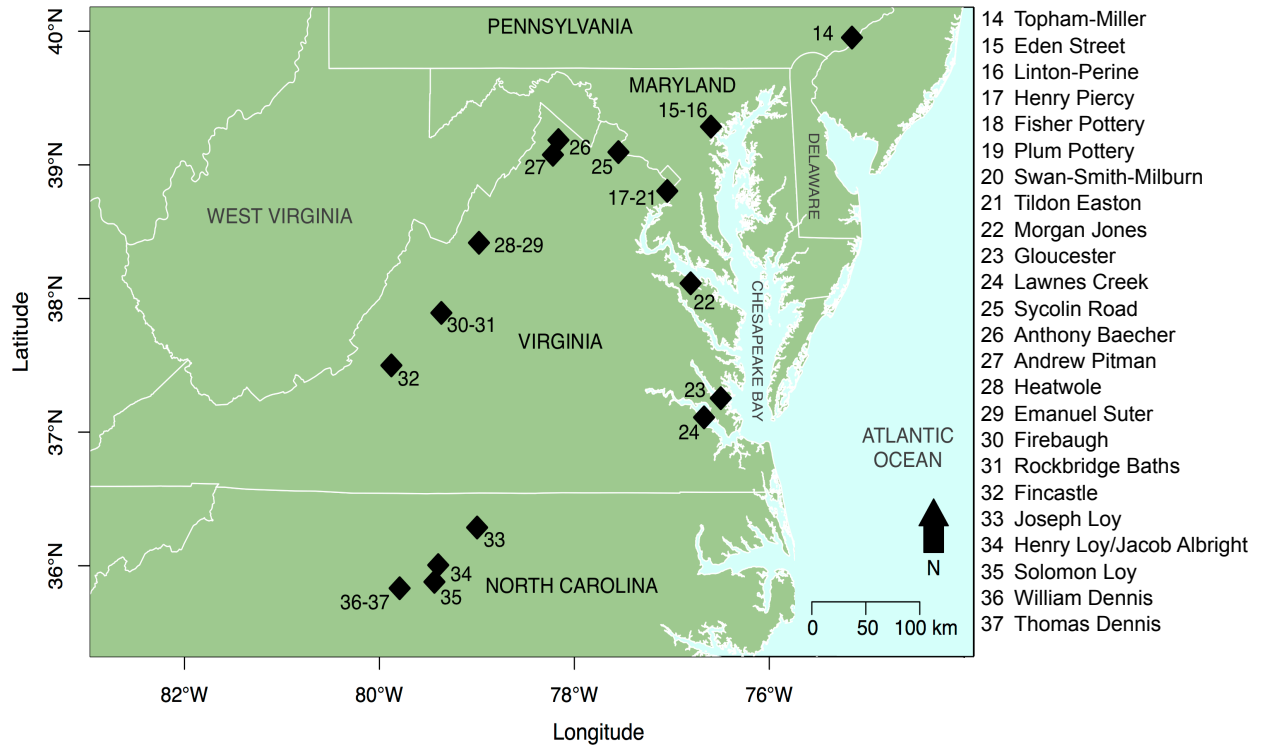 40°N
39°N
38°N
37°N
36°N
Latitude
PENNSYLVANIA
14
MARYLAND
15-16
DELAWARE
26
27
25
17-21
WEST VIRGINIA
28-29
22
CHESAPEAKE BAY
30-31
VIRGINIA
32
23
24
ATLANTIC
OCEAN
33
34
35
36-37
NORTH CAROLINA
N
0 50 100 km
82°W 80°W 78°W 76°W
Longitude
14 Topham-Miller
15 Eden Street
16 Linton-Perine
17 Henry Piercy
18 Fisher Pottery
19 Plum Pottery
20 Swan-Smith-Milburn
21 Tildon Easton
22 Morgan Jones
23 Gloucester
24 Lawnes Creek
25 Sycolin Road
26 Anthony Baecher
27 Andrew Pitman
28 Heatwole
29 Emanuel Suter
30 Firebaugh
31 Rockbridge Baths
32 Fincastle
33 Joseph Loy
34 Henry Loy/Jacob Albright
35 Solomon Loy
36 William Dennis
37 Thomas Dennis